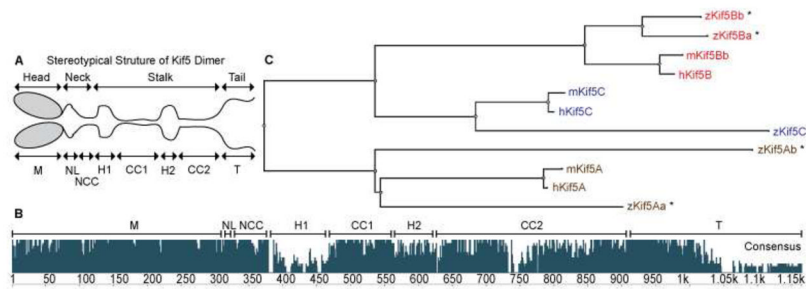 A Stereotypical Struture of Kif5 Dimer
Head Neck Stalk Tail
M NL NCC H1 CC1 H2 CC2 T
C
zKif5Bb *
zKif5Ba *
mKif5Bb
hKif5B
mKif5C
hKif5C
zKif5C
zKif5Ab *
mKif5A
hKif5A
zKif5Aa *
B
M NL NCC H1 CC1 H2 CC2 T
Consensus
1 50 100 150 200 250 300 350 400 450 500 550 600 650 700 750 800 850 900 950 1k 1.05k 1.1k 1.15k